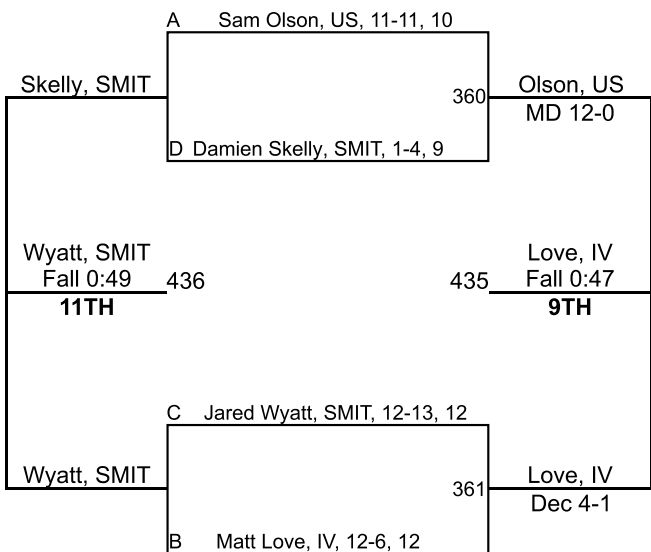 A Sam Olson, US, 11-11, 10
Skelly, SMIT
360
Olson, US
MD 12-0
D Damien Skelly, SMIT, 1-4, 9
Wyatt, SMIT
Fall 0:49
11TH
436
435
Love, IV
Fall 0:47
9TH
C Jared Wyatt, SMIT, 12-13, 12
Wyatt, SMIT
361
Love, IV
Dec 4-1
B Matt Love, IV, 12-6, 12